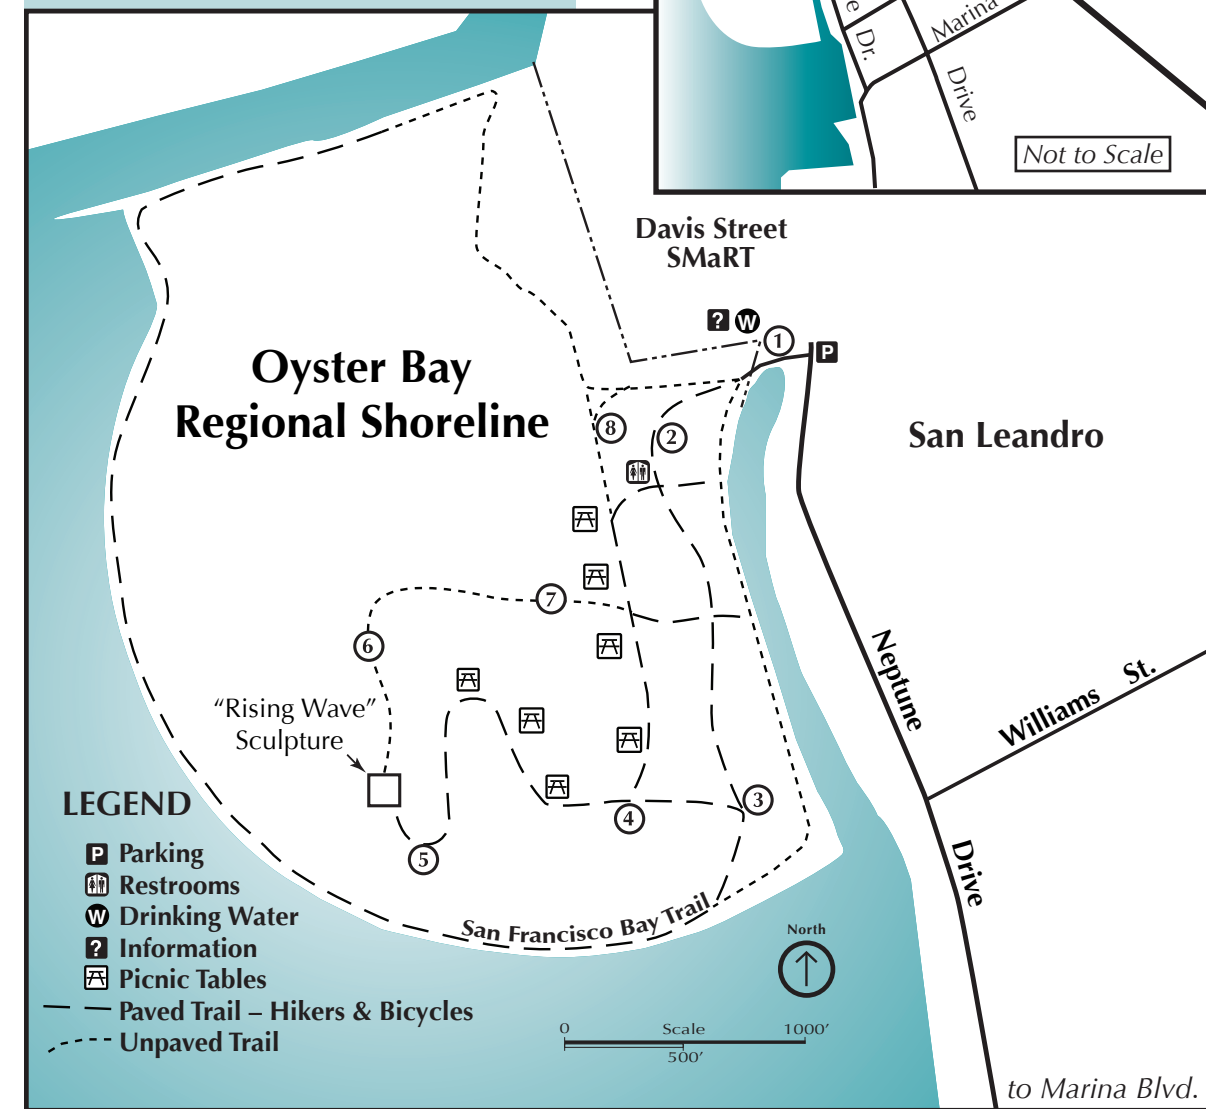 e
Dr.
Marina
Drive
Not to Scale
Davis Street
SMaRT
? W
1
P
Oyster Bay
Regional Shoreline
8
2
San Leandro
7
6
"Rising Wave"
Sculpture
Neptune
Williams St.
3
4
5
Drive
San Francisco Bay Trail
North
LEGEND
P Parking
Restrooms
W Drinking Water
? Information
Picnic Tables
Paved Trail – Hikers & Bicycles
Unpaved Trail
0 Scale 1000'
500'
to Marina Blvd.